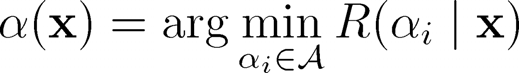 α(𝐱) = arg min_{α_i∈𝒜} R(α_i | 𝐱)